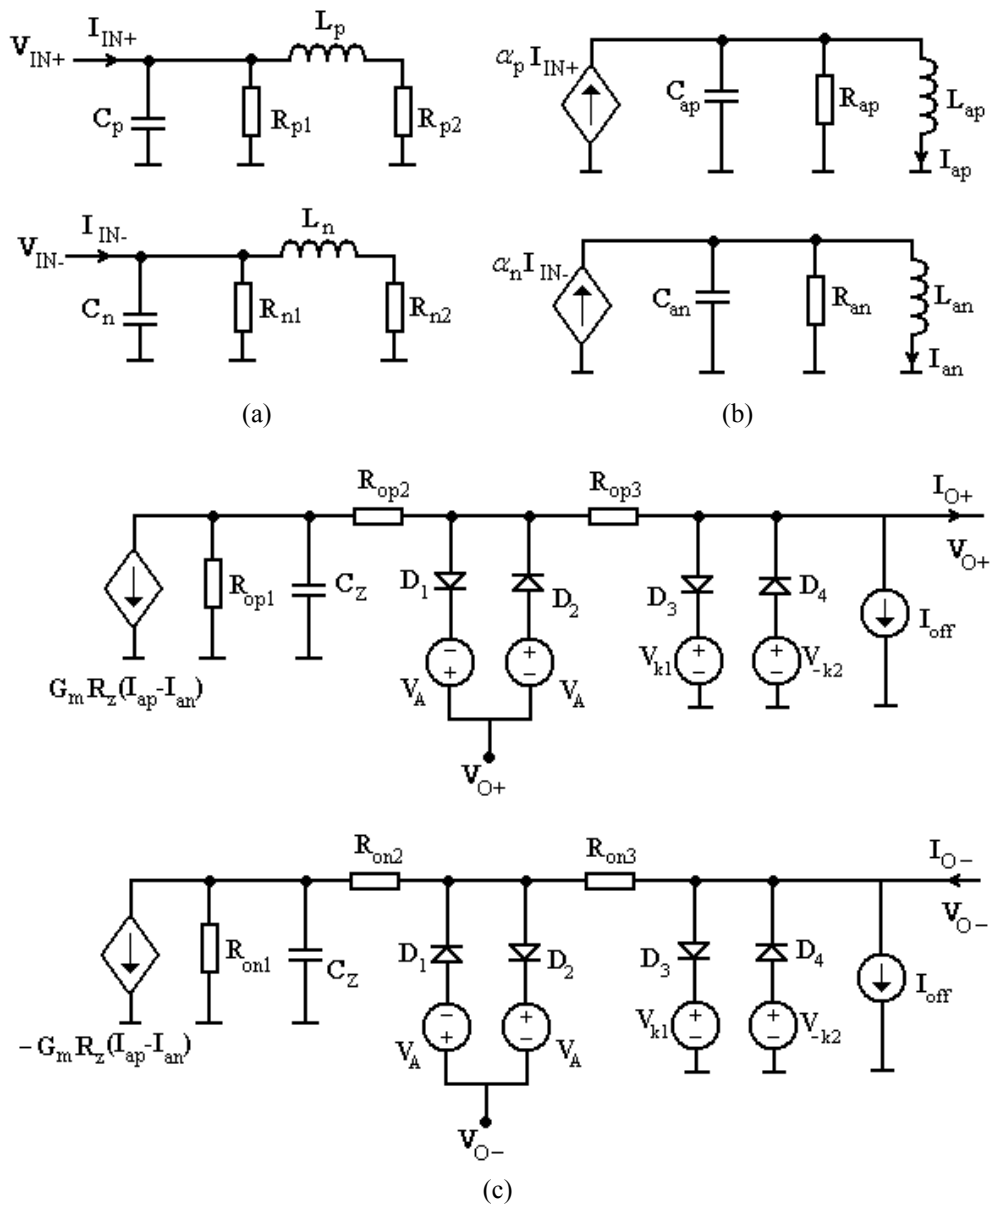 I_IN+ L_p α_p I_IN+
V_IN+ C_p R_p1 R_p2 C_ap R_ap L_ap
I_ap
I_IN- L_n α_n I_IN-
V_IN- C_n R_n1 R_n2 C_an R_an L_an
I_an
(a) (b)
R_op2 R_op3 I_O+
V_O+
R_op1 C_Z D_1 D_2 D_3 D_4 I_off
G_m R_z(I_ap-I_an) V_A V_A V_k1 V_-k2
V_O+
R_on2 R_on3 I_O-
V_O-
R_on1 C_Z D_1 D_2 D_3 D_4 I_off
-G_m R_z(I_ap-I_an) V_A V_A V_k1 V_-k2
V_O-
(c)